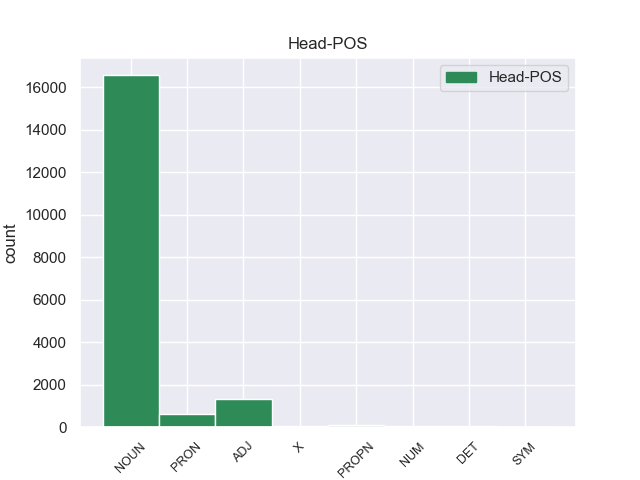 Head-POS
Head-POS
count
16000
14000
12000
10000
8000
6000
4000
2000
0
NOUN
PRON
ADJ
X
PROPN
NUM
DET
SYM